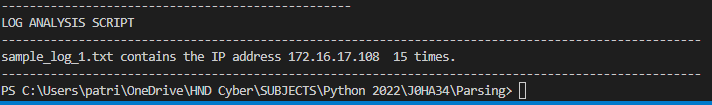 --------------------------------------------------
LOG ANALYSIS SCRIPT
----------------------------------------------------------------------------------------------------
sample_log_1.txt contains the IP address 172.16.17.108  15 times.
----------------------------------------------------------------------------------------------------
PS C:\Users\patri\OneDrive\HND Cyber\SUBJECTS\Python 2022\J0HA34\Parsing>